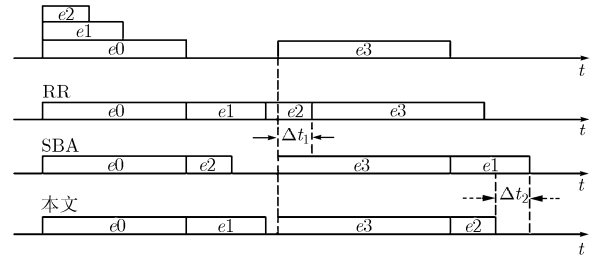 e2
e1
e0 e3
t
RR
e0 e1 e2 e3
t
Δt₁
SBA
e0 e2 e3 e1
t
Δt₂
本文
e0 e1 e3 e2
t